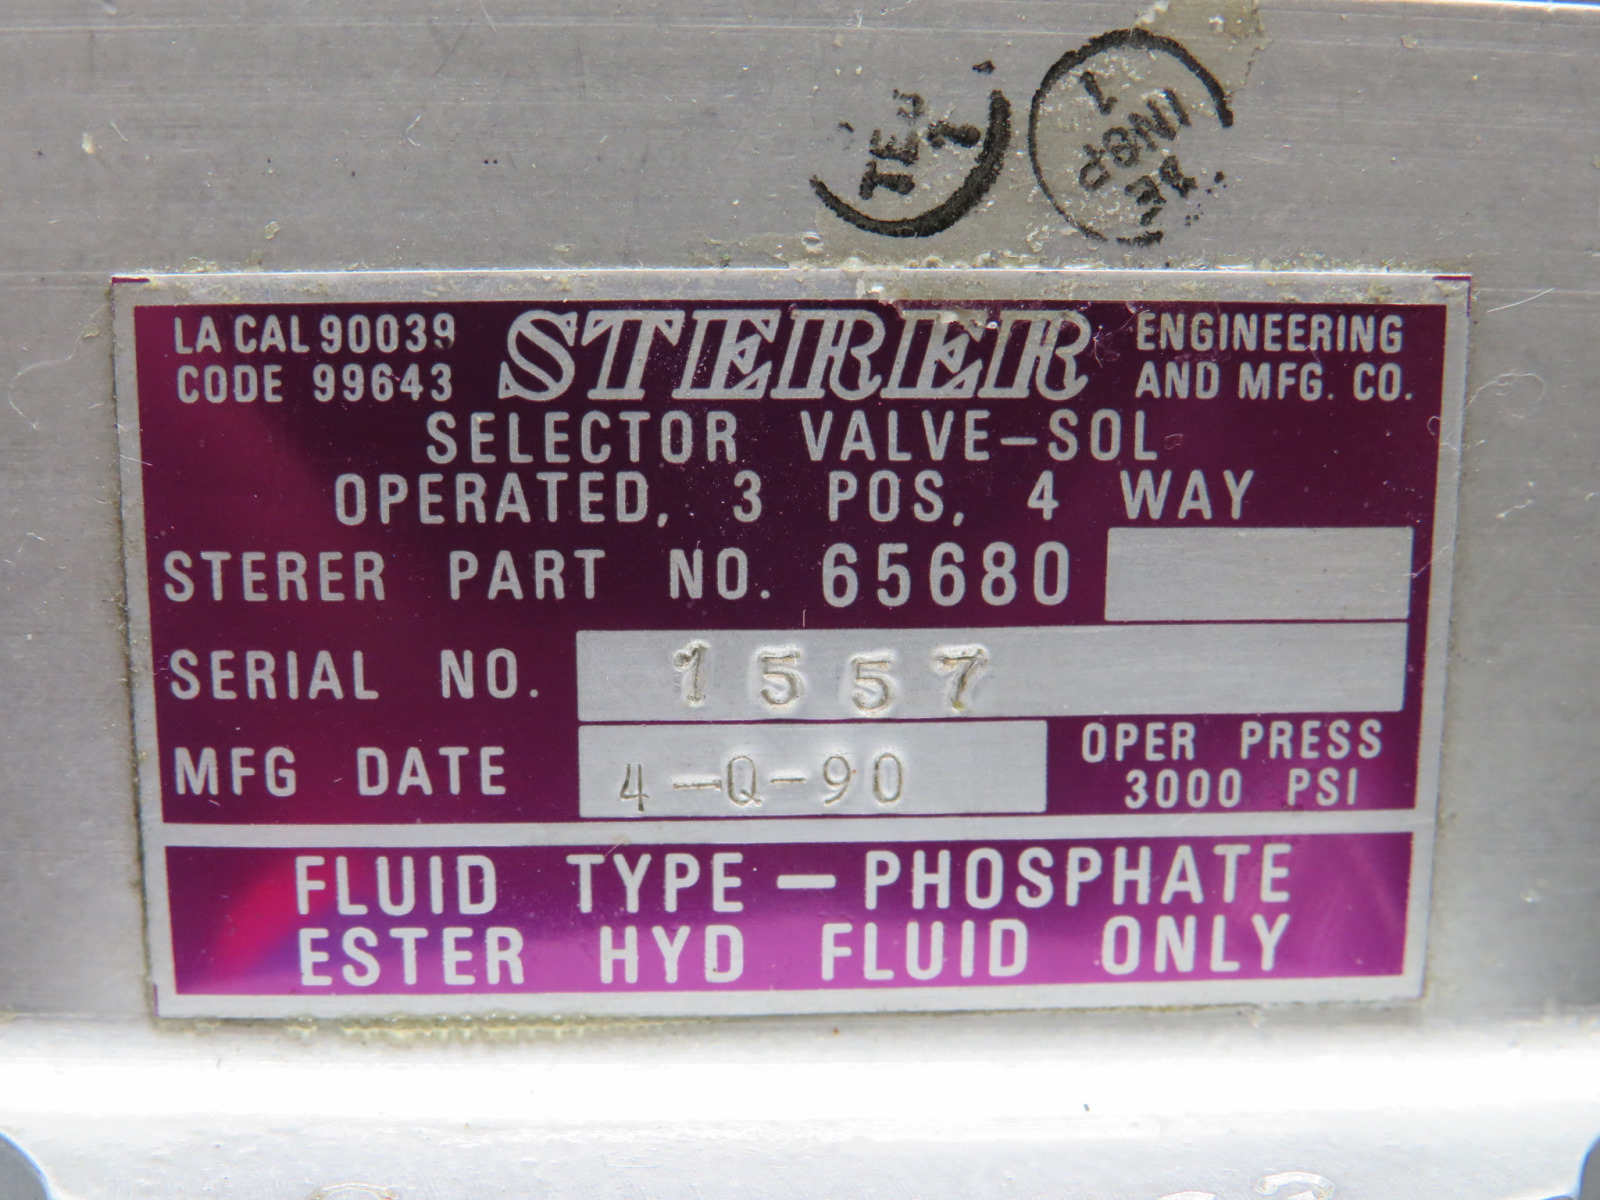 LA CAL 90039 STERER ENGINEERING
CODE 99643 AND MFG. CO.
SELECTOR VALVE-SOL
OPERATED, 3 POS, 4 WAY
STERER PART NO. 65680
SERIAL NO. 1557
MFG DATE 4-Q-90
OPER PRESS
3000 PSI
FLUID TYPE - PHOSPHATE
ESTER HYD FLUID ONLY